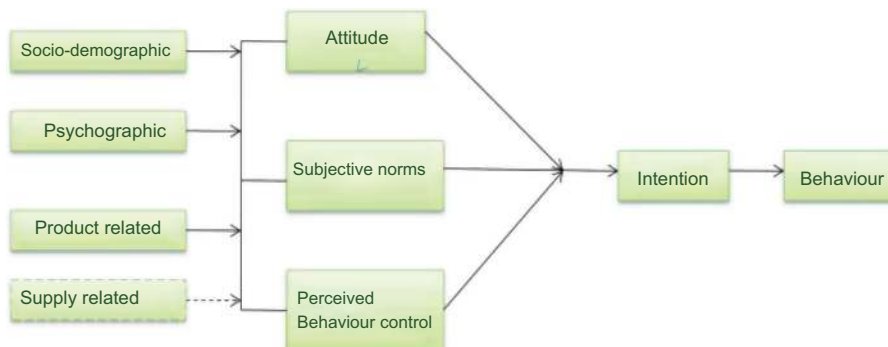 Socio-demographic
Psychographic
Product related
Supply related
Attitude
Subjective norms
Perceived
Behaviour control
Intention
Behaviour